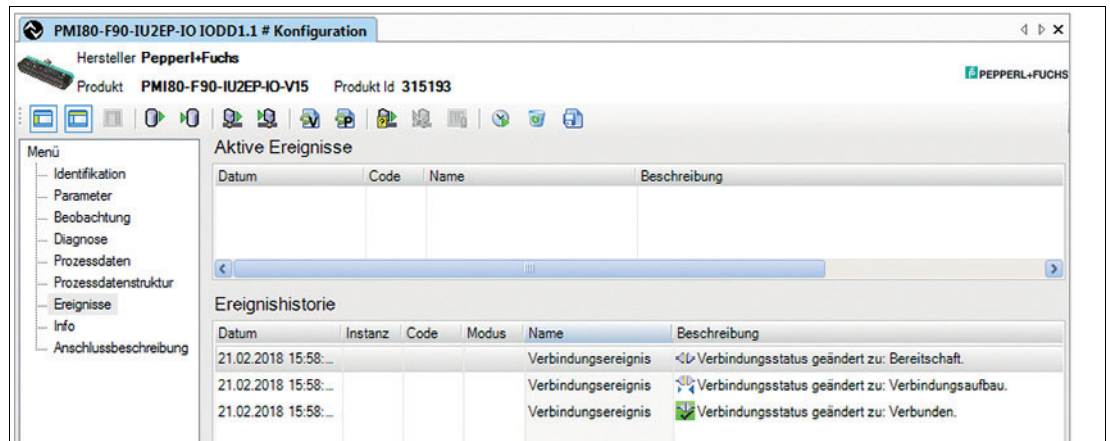 PMI80-F90-IU2EP-IO IODD1.1 # Konfiguration
Hersteller Pepperl+Fuchs
Produkt PMI80-F90-IU2EP-IO-V15 Produkt Id 315193
PEPPERL+FUCHS
Menü
Identifikation
Parameter
Beobachtung
Diagnose
Prozessdaten
Prozessdatenstruktur
Ereignisse
Info
Anschlussbeschreibung
Aktive Ereignisse
Datum Code Name Beschreibung
Ereignishistorie
Datum Instanz Code Modus Name Beschreibung
21.02.2018 15:58:... Verbindungsereignis Verbindungsstatus geändert zu: Bereitschaft.
21.02.2018 15:58:... Verbindungsereignis Verbindungsstatus geändert zu: Verbindungsaufbau.
21.02.2018 15:58:... Verbindungsereignis Verbindungsstatus geändert zu: Verbunden.